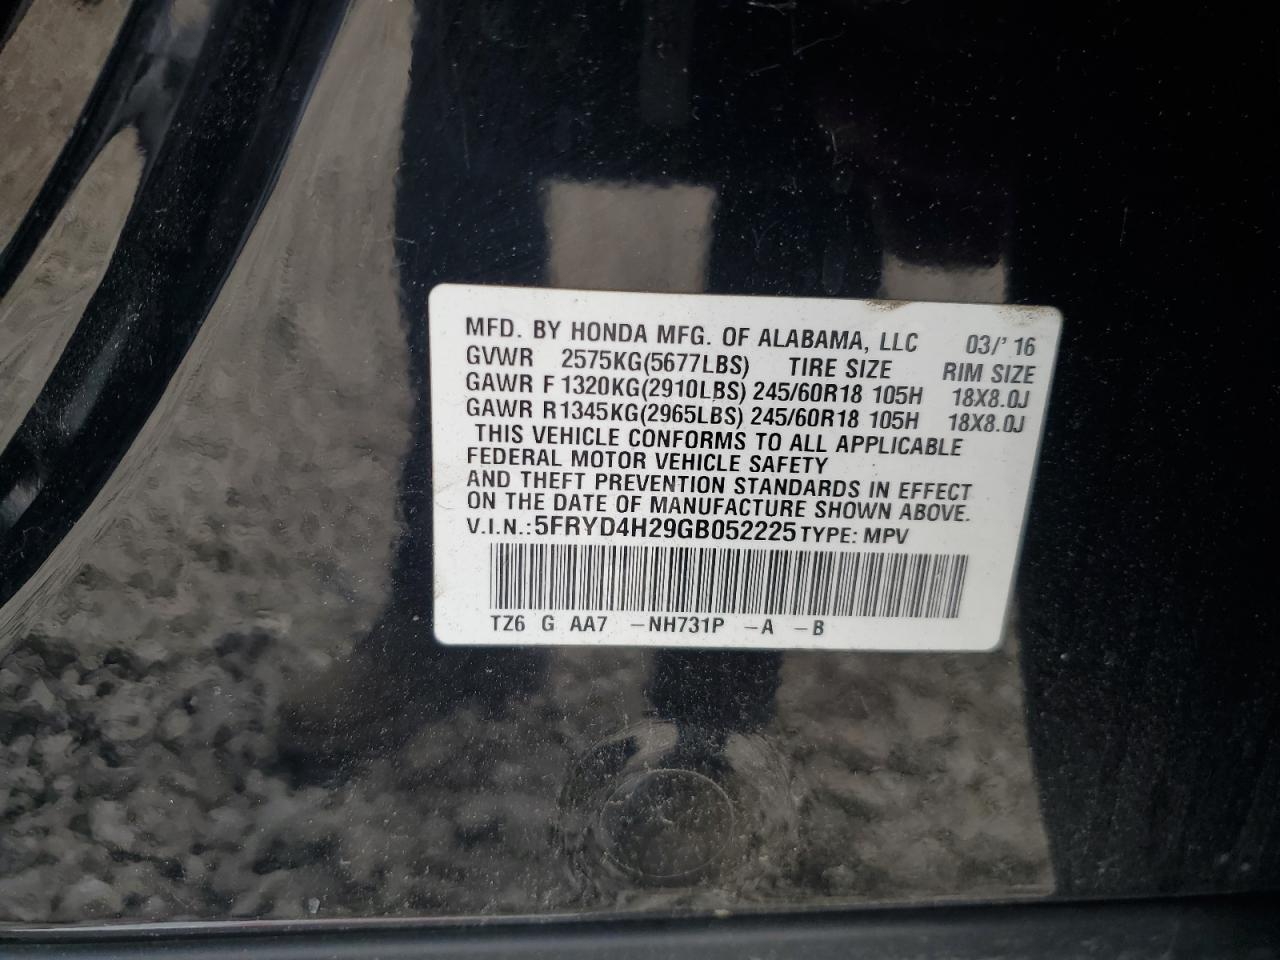 MFD. BY HONDA MFG. OF ALABAMA, LLC 03/'16
GVWR 2575KG(5677LBS) TIRE SIZE RIM SIZE
GAWR F 1320KG(2910LBS) 245/60R18 105H 18X8.0J
GAWR R1345KG(2965LBS) 245/60R18 105H 18X8.0J
THIS VEHICLE CONFORMS TO ALL APPLICABLE
FEDERAL MOTOR VEHICLE SAFETY
AND THEFT PREVENTION STANDARDS IN EFFECT
ON THE DATE OF MANUFACTURE SHOWN ABOVE.
V.I.N.:5FRYD4H29GB052225 TYPE: MPV
TZ6 G AA7 -NH731P -A -B